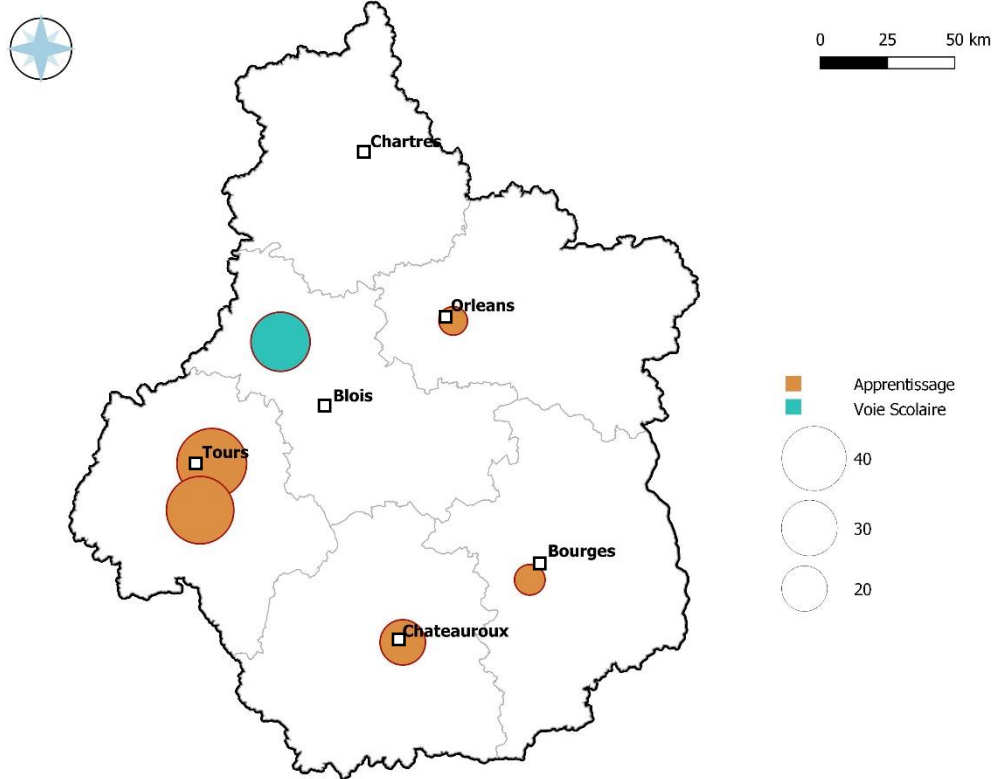 0 25 50 km
Chartres
Orleans
Blois
Tours
Bourges
Chateauroux
Apprentissage
Voie Scolaire
40
30
20